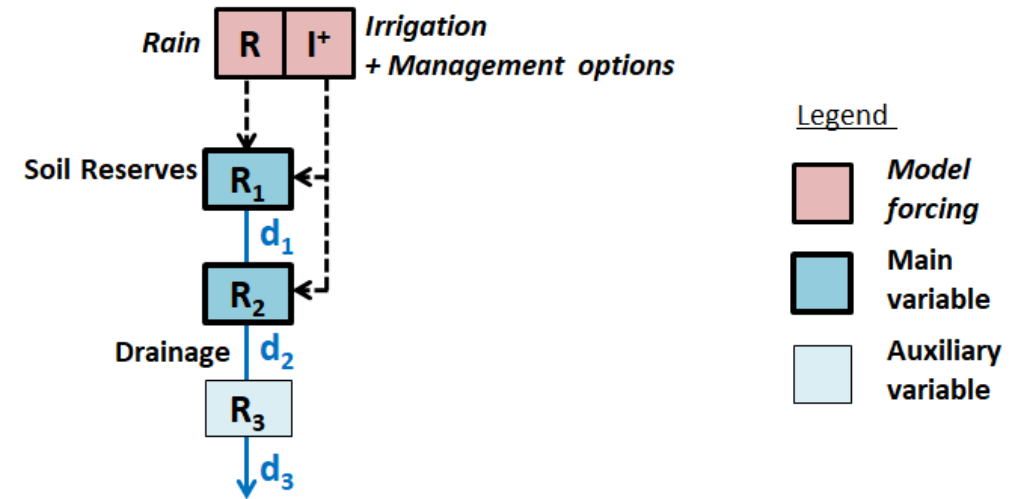 Rain
R
I⁺
Irrigation
+ Management options
Soil Reserves
R₁
d₁
R₂
Drainage
d₂
R₃
d₃
Legend
Model
forcing
Main
variable
Auxiliary
variable